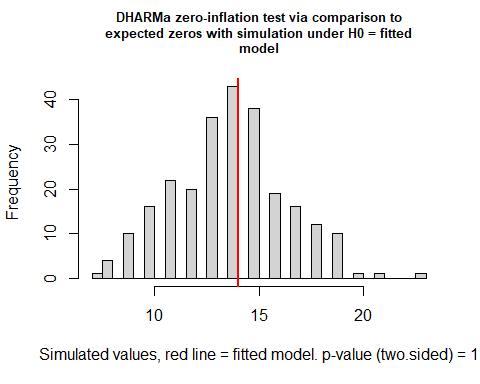 DHARMa zero-inflation test via comparison to
expected zeros with simulation under H0 = fitted
model
Frequency
40
30
20
10
0
10 15 20
Simulated values, red line = fitted model. p-value (two.sided) = 1